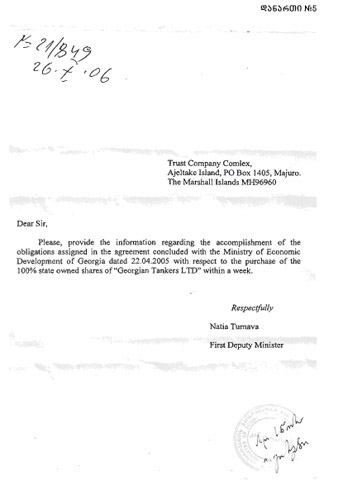 დანართი №5
№ 21/849
26.X.06
Trust Company Comlex,
Ajeltake Island, PO Box 1405, Majuro.
The Marshall Islands MH96960
Dear Sir,
Please, provide the information regarding the accomplishment of the
obligations assigned in the agreement concluded with the Ministry of Economic
Development of Georgia dated 22.04.2005 with respect to the purchase of the
100% state owned shares of "Georgian Tankers LTD" within a week.
Respectfully
Natia Turnava
First Deputy Minister